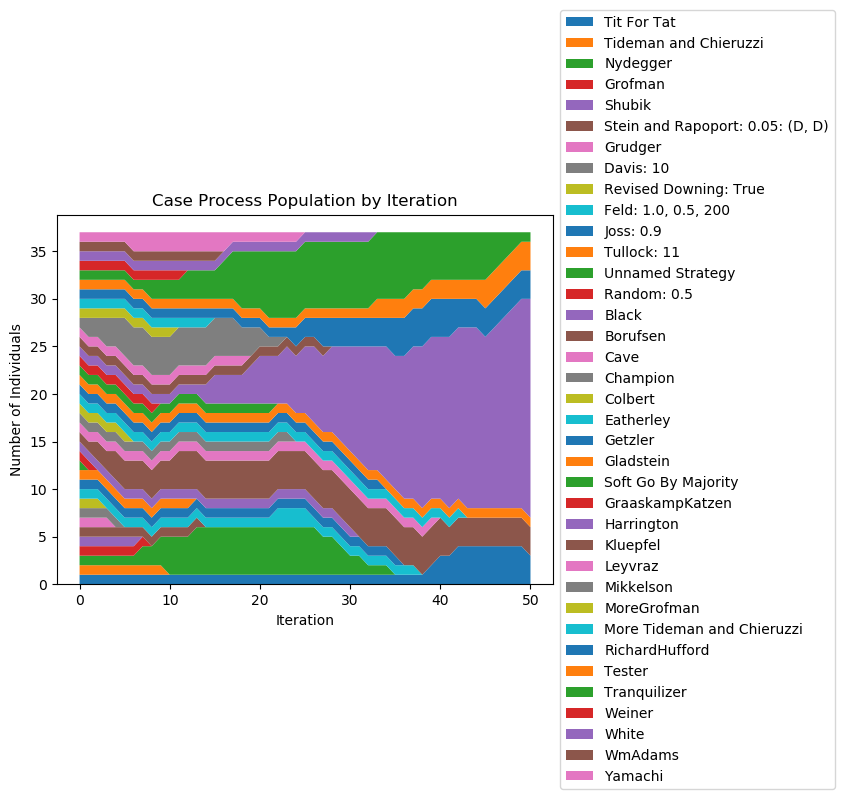 Case Process Population by Iteration
Number of Individuals
35
30
25
20
15
10
5
0
0 10 20 30 40 50
Iteration
Tit For Tat
Tideman and Chieruzzi
Nydegger
Grofman
Shubik
Stein and Rapoport: 0.05: (D, D)
Grudger
Davis: 10
Revised Downing: True
Feld: 1.0, 0.5, 200
Joss: 0.9
Tullock: 11
Unnamed Strategy
Random: 0.5
Black
Borufsen
Cave
Champion
Colbert
Eatherley
Getzler
Gladstein
Soft Go By Majority
GraaskampKatzen
Harrington
Kluepfel
Leyvraz
Mikkelson
MoreGrofman
More Tideman and Chieruzzi
RichardHufford
Tester
Tranquilizer
Weiner
White
WmAdams
Yamachi